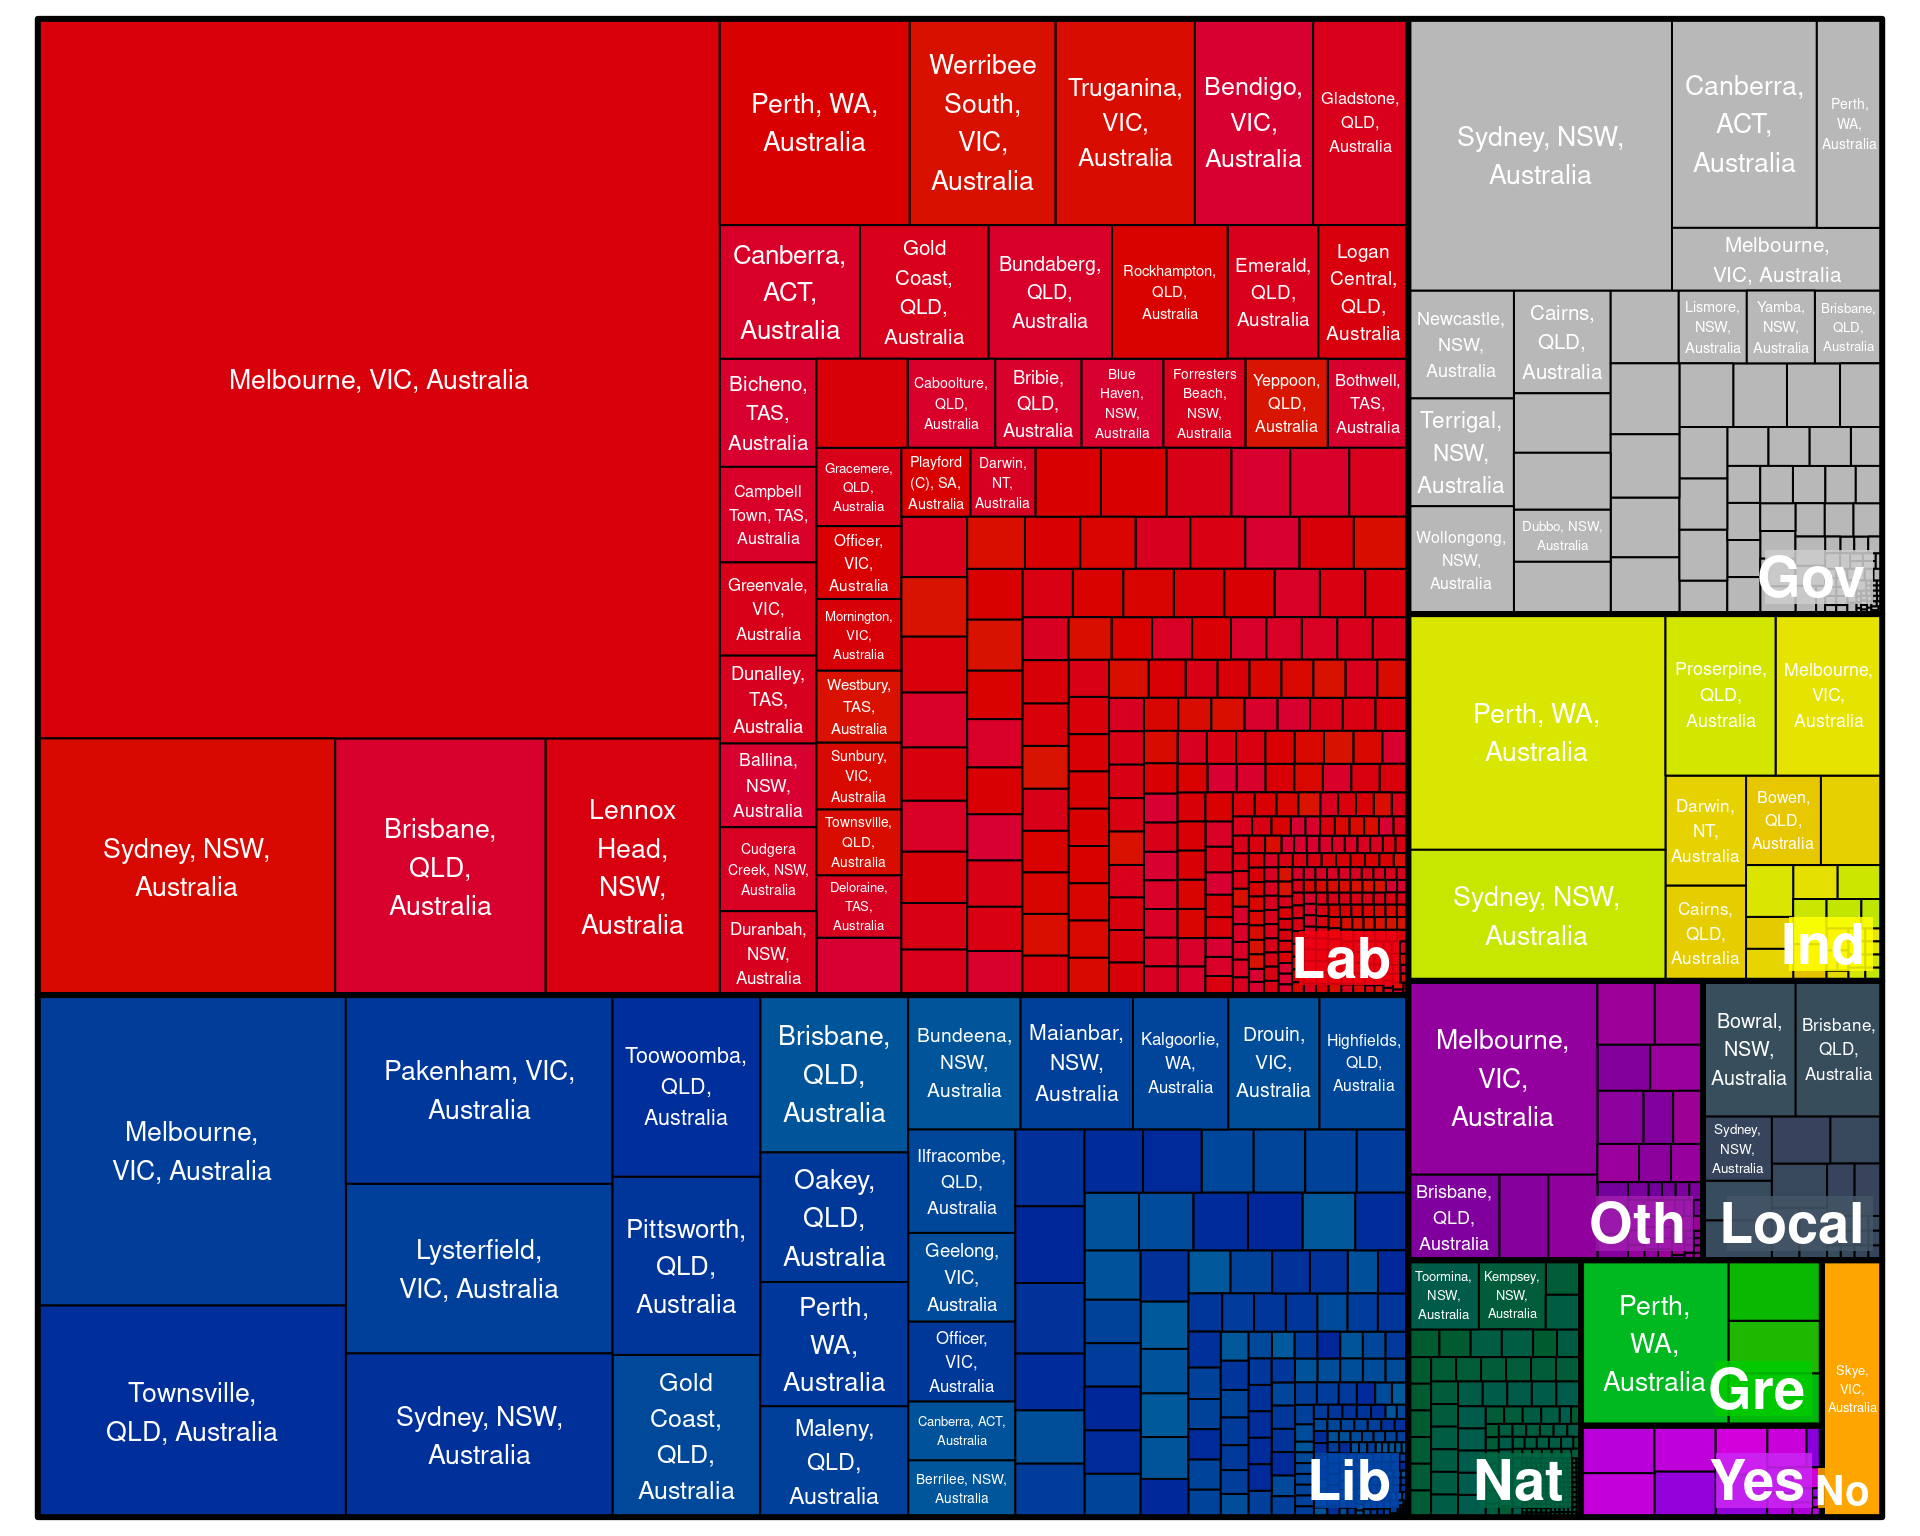 Melbourne, VIC, Australia
Sydney, NSW,
Australia
Brisbane,
QLD,
Australia
Lennox
Head,
NSW,
Australia
Perth, WA,
Australia
Werribee
South,
VIC,
Australia
Truganina,
VIC,
Australia
Bendigo,
VIC,
Australia
Gladstone,
QLD,
Australia
Canberra,
ACT,
Australia
Gold
Coast,
QLD,
Australia
Bundaberg,
QLD,
Australia
Rockhampton,
QLD,
Australia
Emerald,
QLD,
Australia
Logan
Central,
QLD,
Australia
Bicheno,
TAS,
Australia
Campbell
Town, TAS,
Australia
Greenvale,
VIC,
Australia
Dunalley,
TAS,
Australia
Ballina,
NSW,
Australia
Cudgera
Creek, NSW,
Australia
Duranbah,
NSW,
Australia
Caboolture,
QLD,
Australia
Bribie,
QLD,
Australia
Blue
Haven,
NSW,
Australia
Forresters
Beach,
NSW,
Australia
Yeppoon,
QLD,
Australia
Bothwell,
TAS,
Australia
Gracemere,
QLD,
Australia
Officer,
VIC,
Australia
Mornington,
VIC,
Australia
Westbury,
TAS,
Australia
Sunbury,
VIC,
Australia
Townsville,
QLD,
Australia
Deloraine,
TAS,
Australia
Playford
(C), SA,
Australia
Darwin,
NT,
Australia
Lab
Sydney, NSW,
Australia
Canberra,
ACT,
Australia
Perth,
WA,
Australia
Melbourne,
VIC, Australia
Newcastle,
NSW,
Australia
Terrigal,
NSW,
Australia
Wollongong,
NSW,
Australia
Cairns,
QLD,
Australia
Dubbo, NSW,
Australia
Lismore,
NSW,
Australia
Yamba,
NSW,
Australia
Brisbane,
QLD,
Australia
Gov
Perth, WA,
Australia
Sydney, NSW,
Australia
Proserpine,
QLD,
Australia
Melbourne,
VIC,
Australia
Darwin,
NT,
Australia
Cairns,
QLD,
Australia
Bowen,
QLD,
Australia
Ind
Melbourne,
VIC, Australia
Townsville,
QLD, Australia
Pakenham, VIC,
Australia
Lysterfield,
VIC, Australia
Sydney, NSW,
Australia
Toowoomba,
QLD,
Australia
Pittsworth,
QLD,
Australia
Gold
Coast,
QLD,
Australia
Brisbane,
QLD,
Australia
Oakey,
QLD,
Australia
Perth,
WA,
Australia
Maleny,
QLD,
Australia
Bundeena,
NSW,
Australia
Maianbar,
NSW,
Australia
Kalgoorlie,
WA,
Australia
Drouin,
VIC,
Australia
Highfields,
QLD,
Australia
Ilfracombe,
QLD,
Australia
Geelong,
VIC,
Australia
Officer,
VIC,
Australia
Canberra, ACT,
Australia
Berrilee, NSW,
Australia
Lib
Melbourne,
VIC,
Australia
Brisbane,
QLD,
Australia
Oth
Bowral,
NSW,
Australia
Brisbane,
QLD,
Australia
Sydney,
NSW,
Australia
Local
Toormina,
NSW,
Australia
Kempsey,
NSW,
Australia
Nat
Perth,
WA,
Australia
Gre
Yes
Skye,
VIC,
Australia
No